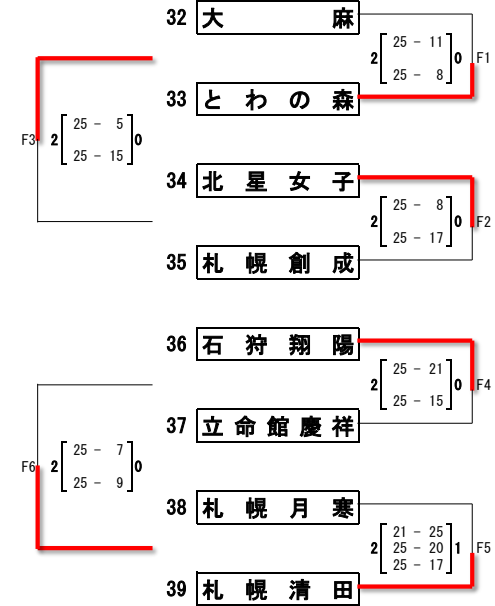 32 大麻
25 - 11
2 0 F1
25 - 8
33 とわの森
25 - 5
F3 2 0
25 - 15
34 北星女子
25 - 8
2 0 F2
25 - 17
35 札幌創成
36 石狩翔陽
25 - 21
2 0 F4
25 - 15
37 立命館慶祥
25 - 7
F6 2 0
25 - 9
38 札幌月寒
21 - 25
2 25 - 20 1 F5
25 - 17
39 札幌清田